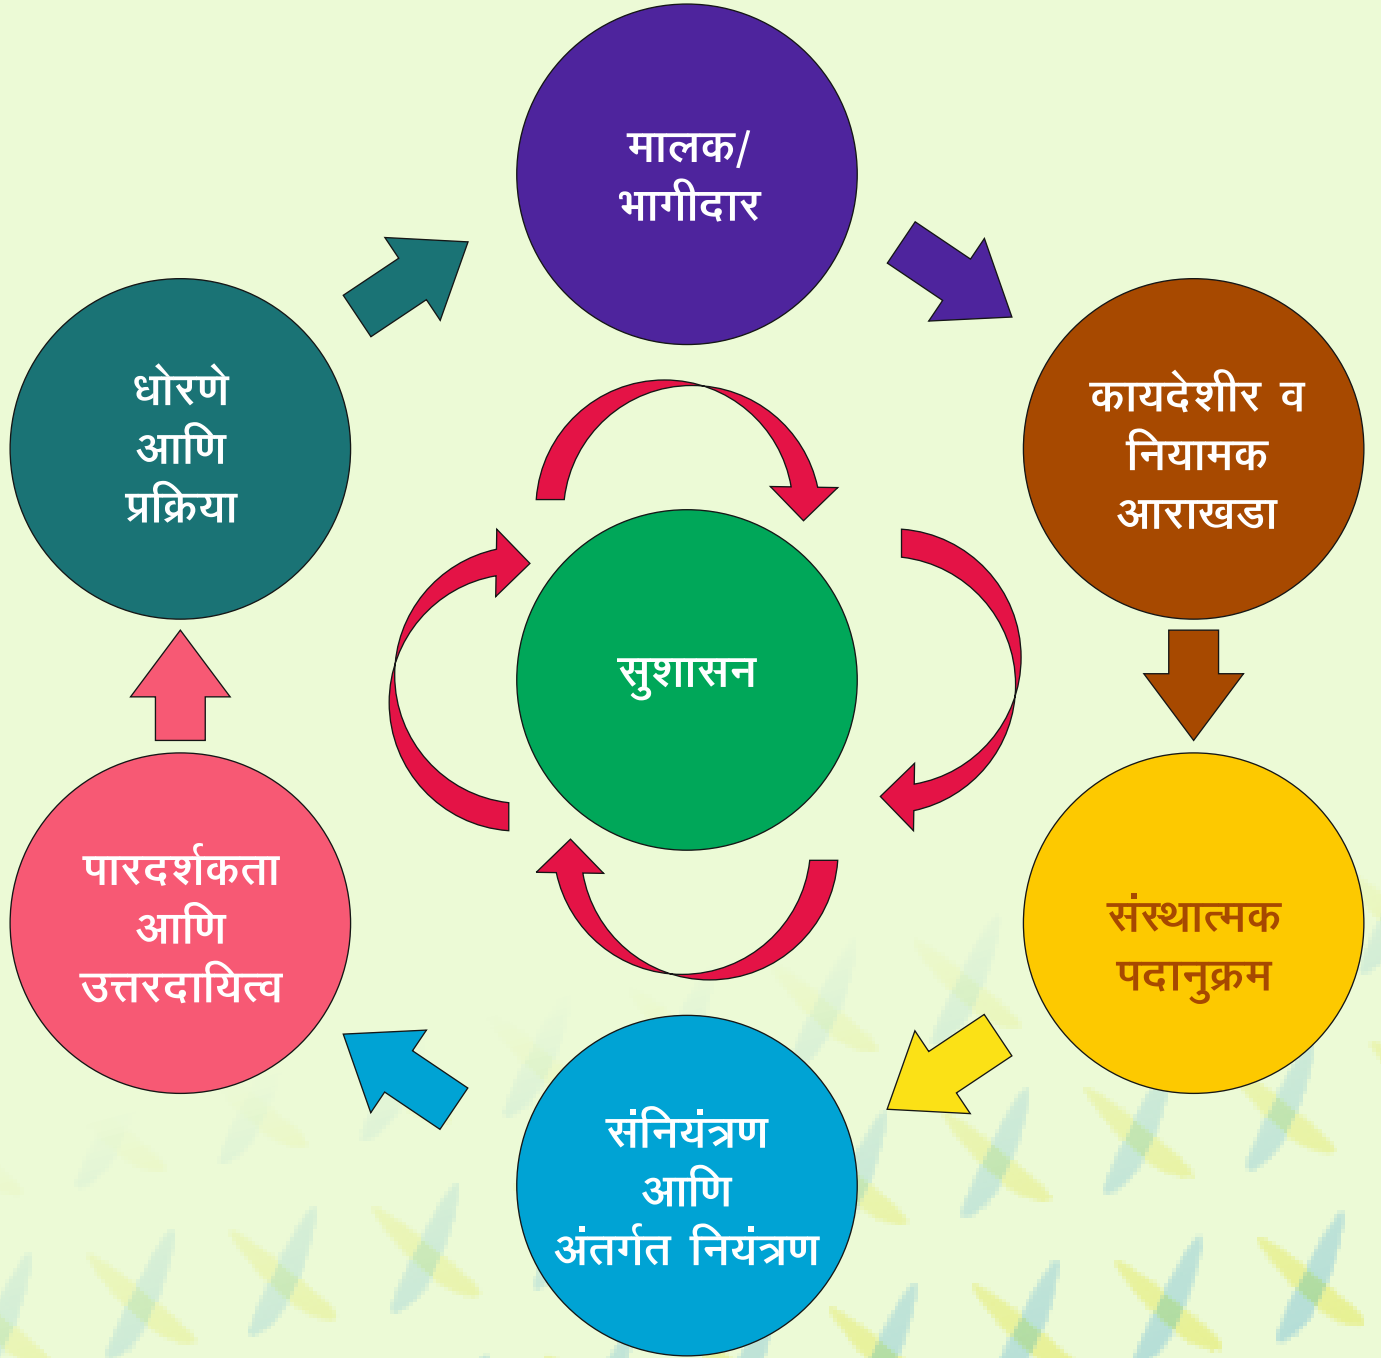 मालक/
भागीदार
कायदेशीर व
नियामक
आराखडा
संस्थात्मक
पदानुक्रम
संनियंत्रण
आणि
अंतर्गत नियंत्रण
पारदर्शकता
आणि
उत्तरदायित्व
धोरणे
आणि
प्रक्रिया
सुशासन